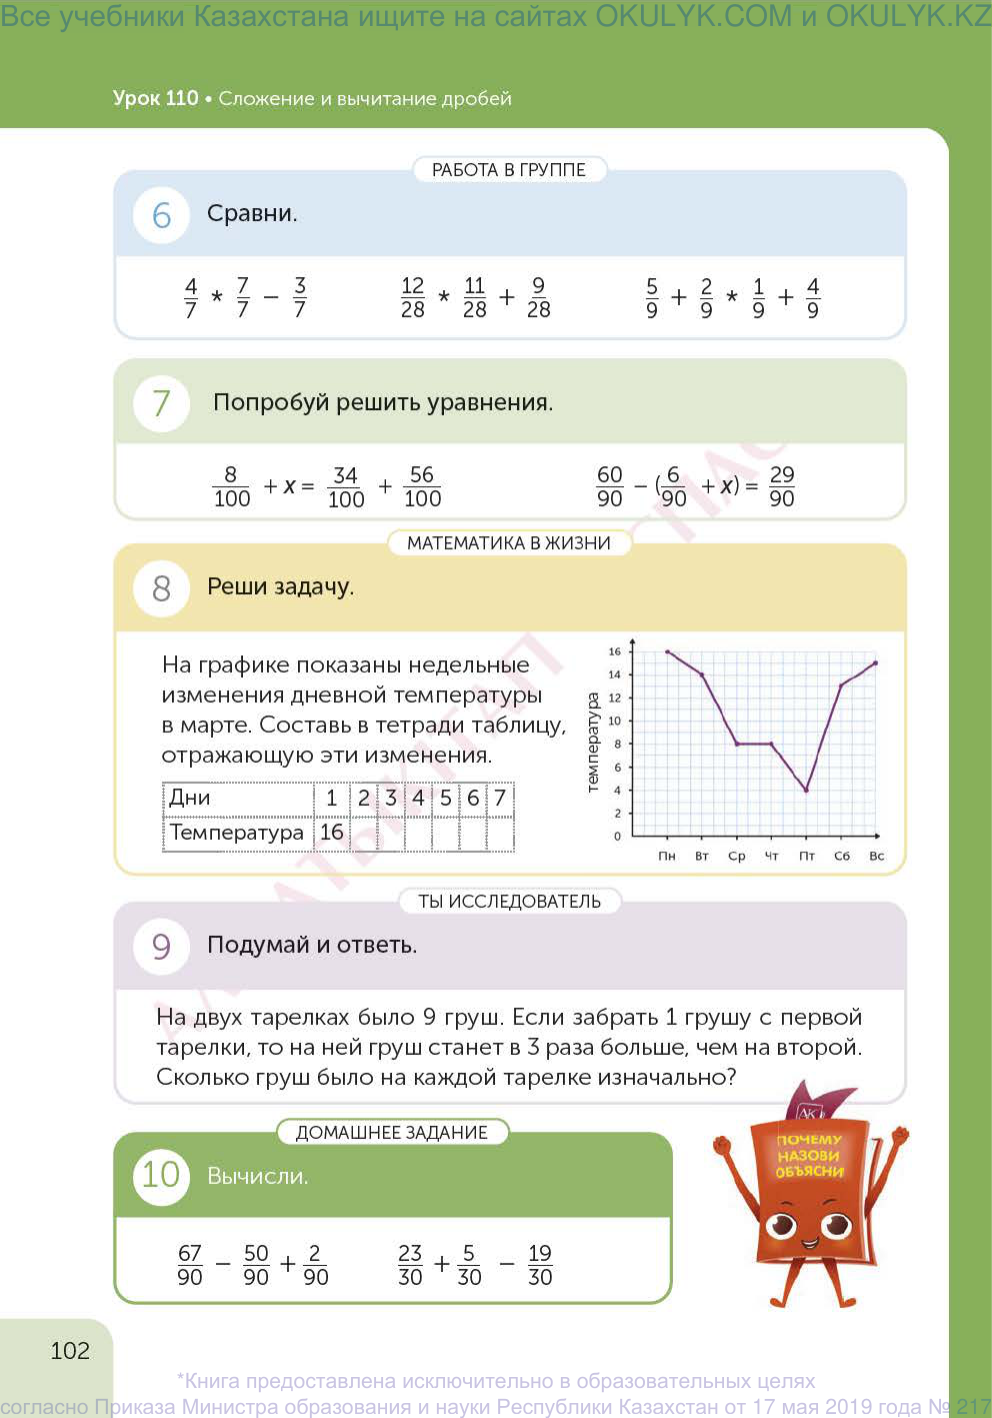 Все учебники Казахстана ищите на сайтах OKULYK.COM и OKULYK.KZ
Урок 110 • Сложение и вычитание дробей
РАБОТА В ГРУППЕ
6 Сравни.
4/7 * 7/7 − 3/7   12/28 * 11/28 + 9/28   5/9 + 2/9 * 1/9 + 4/9
7 Попробуй решить уравнения.
8/100 + x = 34/100 + 56/100   60/90 − (6/90 + x) = 29/90
МАТЕМАТИКА В ЖИЗНИ
8 Реши задачу.
На графике показаны недельные
изменения дневной температуры
в марте. Составь в тетради таблицу,
отражающую эти изменения.
Дни 1 2 3 4 5 6 7
Температура 16
температура
16
14
12
10
8
6
4
2
0
Пн Вт Ср Чт Пт Сб Вс
ТЫ ИССЛЕДОВАТЕЛЬ
9 Подумай и ответь.
На двух тарелках было 9 груш. Если забрать 1 грушу с первой
тарелки, то на ней груш станет в 3 раза больше, чем на второй.
Сколько груш было на каждой тарелке изначально?
ДОМАШНЕЕ ЗАДАНИЕ
10 Вычисли.
67/90 − 50/90 + 2/90   23/30 + 5/30 − 19/30
АК
ПОЧЕМУ
НАЗОВИ
ОБЪЯСНИ
102
*Книга предоставлена исключительно в образовательных целях
согласно Приказа Министра образования и науки Республики Казахстан от 17 мая 2019 года № 217